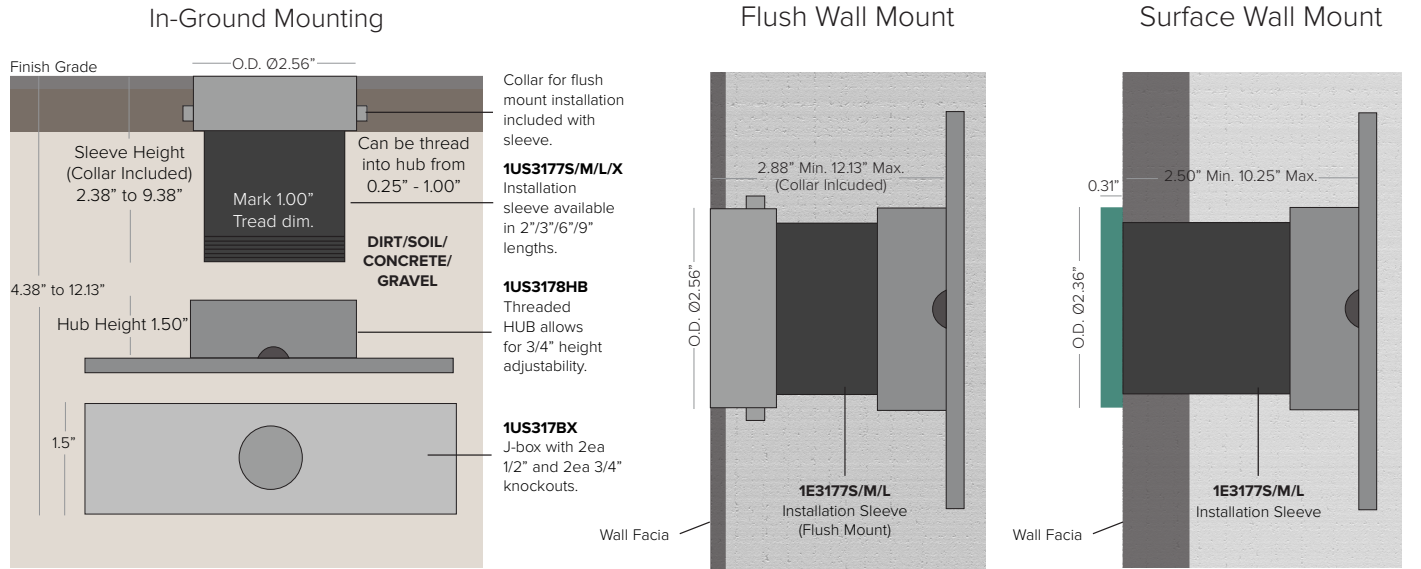 In-Ground Mounting
Finish Grade
O.D. Ø2.56”
Sleeve Height
(Collar Included)
2.38” to 9.38”
Mark 1.00”
Tread dim.
Can be thread
into hub from
0.25” - 1.00”
DIRT/SOIL/
CONCRETE/
GRAVEL
4.38” to 12.13”
Hub Height 1.50”
1.5”
Collar for flush
mount installation
included with
sleeve.
1US3177S/M/L/X
Installation
sleeve available
in 2”/3”/6”/9”
lengths.
1US3178HB
Threaded
HUB allows
for 3/4” height
adjustability.
1US317BX
J-box with 2ea
1/2” and 2ea 3/4”
knockouts.
Flush Wall Mount
2.88” Min. 12.13” Max.
(Collar Inlcuded)
O.D. Ø2.56”
1E3177S/M/L
Installation Sleeve
(Flush Mount)
Wall Facia
Surface Wall Mount
0.31”
2.50” Min. 10.25” Max.
O.D. Ø2.36”
1E3177S/M/L
Installation Sleeve
Wall Facia